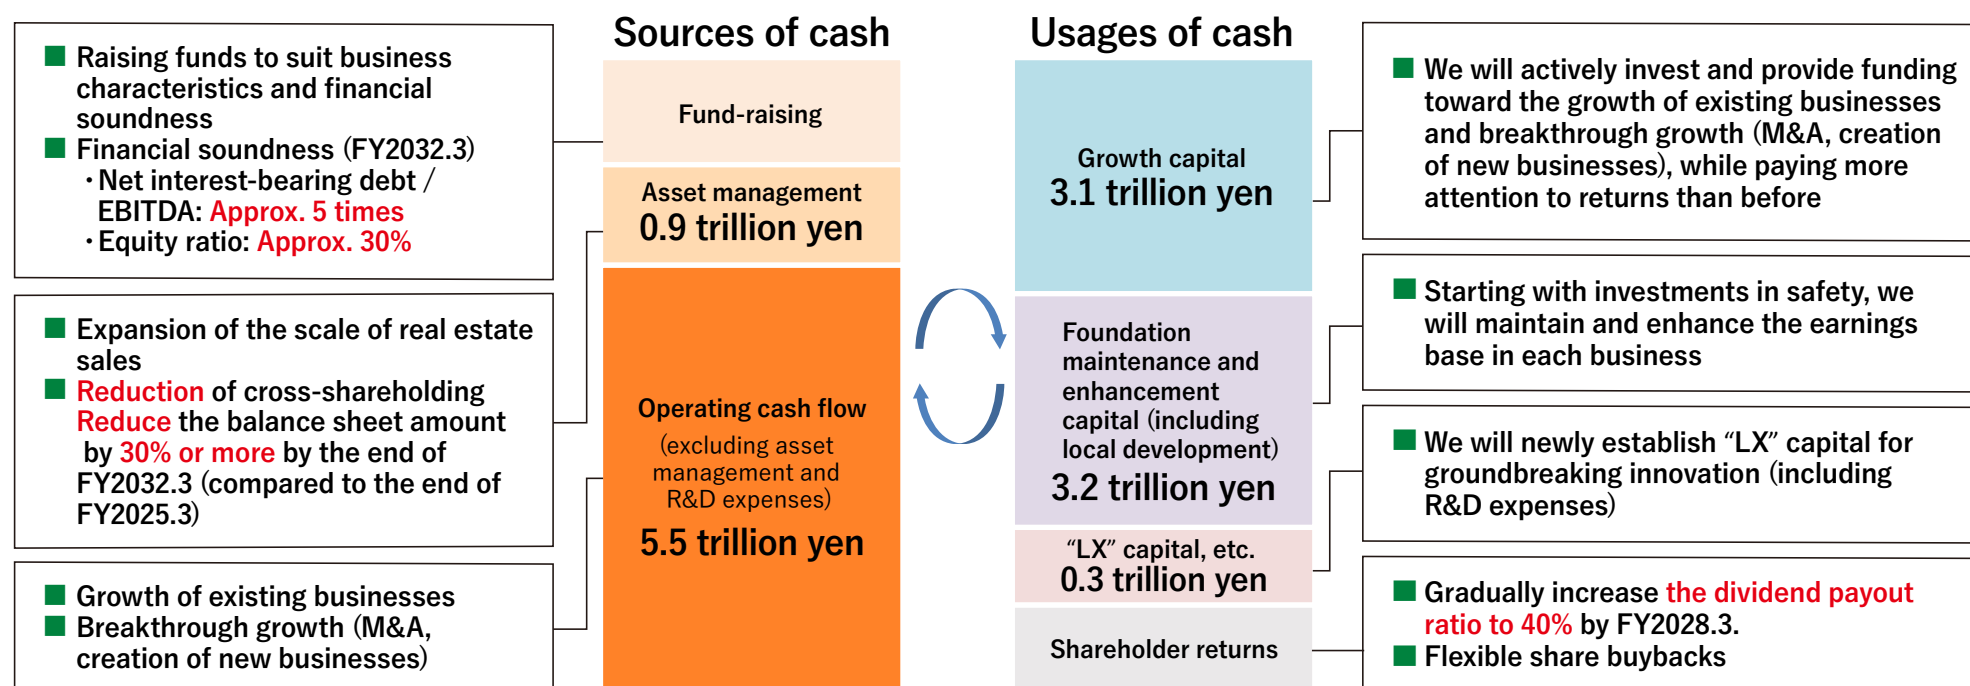 Sources of cash
Usages of cash
■ Raising funds to suit business
characteristics and financial
soundness
■ Financial soundness (FY2032.3)
・Net interest-bearing debt /
EBITDA: Approx. 5 times
・Equity ratio: Approx. 30%
■ Expansion of the scale of real estate
sales
■ Reduction of cross-shareholding
Reduce the balance sheet amount
by 30% or more by the end of
FY2032.3 (compared to the end of
FY2025.3)
■ Growth of existing businesses
■ Breakthrough growth (M&A,
creation of new businesses)
Fund-raising
Asset management
0.9 trillion yen
Operating cash flow
(excluding asset
management and
R&D expenses)
5.5 trillion yen
Growth capital
3.1 trillion yen
Foundation
maintenance and
enhancement
capital (including
local development)
3.2 trillion yen
“LX” capital, etc.
0.3 trillion yen
Shareholder returns
■ We will actively invest and provide funding
toward the growth of existing businesses
and breakthrough growth (M&A, creation
of new businesses), while paying more
attention to returns than before
■ Starting with investments in safety, we
will maintain and enhance the earnings
base in each business
■ We will newly establish “LX” capital for
groundbreaking innovation (including
R&D expenses)
■ Gradually increase the dividend payout
ratio to 40% by FY2028.3.
■ Flexible share buybacks